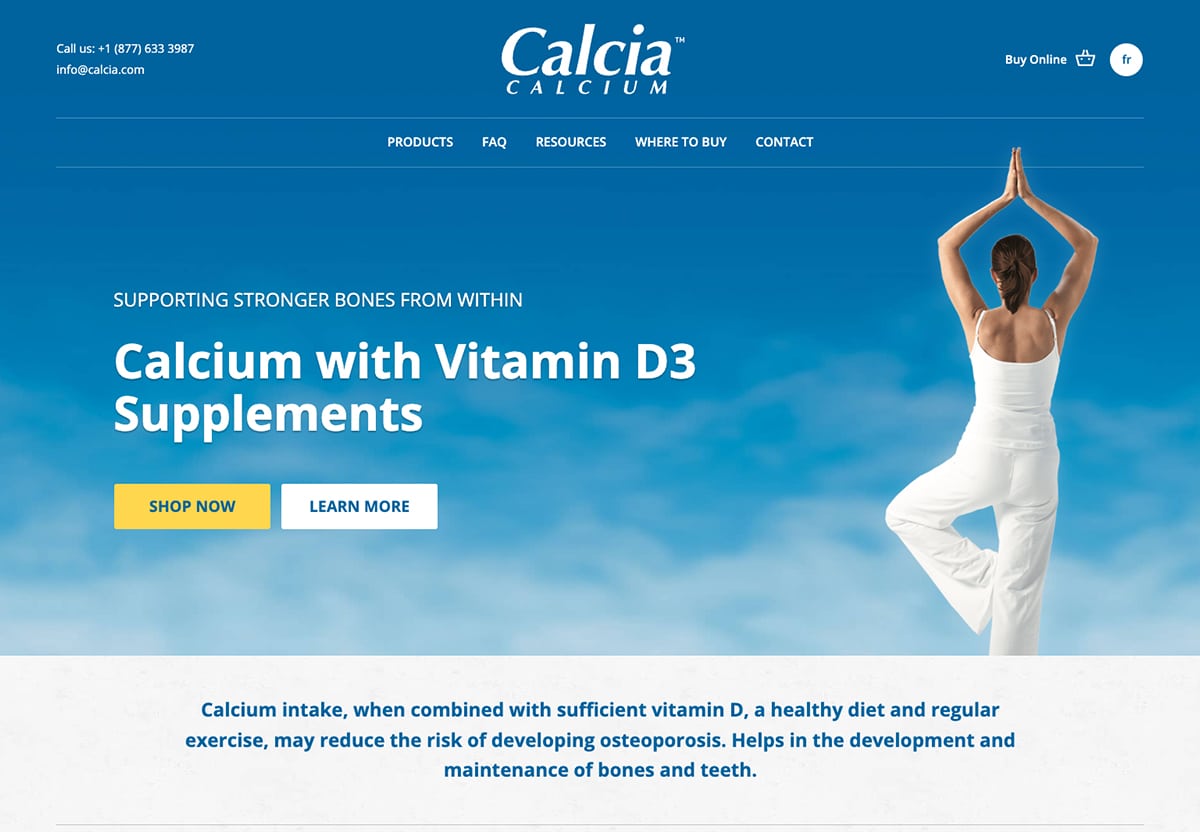 Call us: +1 (877) 633 3987
info@calcia.com
Calcia™
CALCIUM
Buy Online
fr
PRODUCTS FAQ RESOURCES WHERE TO BUY CONTACT
SUPPORTING STRONGER BONES FROM WITHIN
Calcium with Vitamin D3
Supplements
SHOP NOW LEARN MORE
Calcium intake, when combined with sufficient vitamin D, a healthy diet and regular
exercise, may reduce the risk of developing osteoporosis. Helps in the development and
maintenance of bones and teeth.